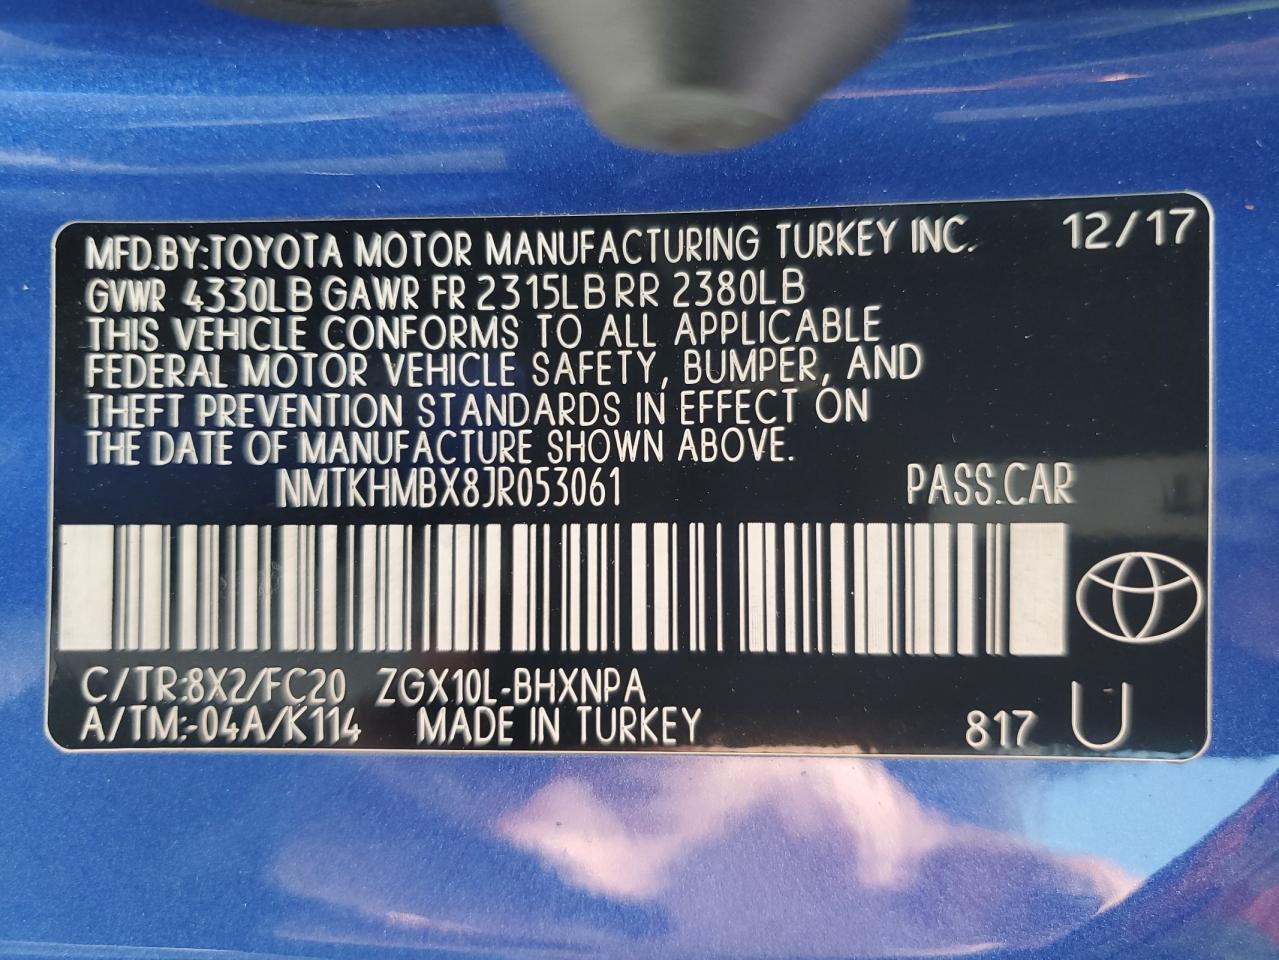 MFD.BY:TOYOTA MOTOR MANUFACTURING TURKEY INC. 12/17
GVWR 4330LB GAWR FR 2315LB RR 2380LB
THIS VEHICLE CONFORMS TO ALL APPLICABLE
FEDERAL MOTOR VEHICLE SAFETY, BUMPER, AND
THEFT PREVENTION STANDARDS IN EFFECT ON
THE DATE OF MANUFACTURE SHOWN ABOVE.
NMTKHMBX8JR053061 PASS.CAR
C/TR:8X2/FC20 ZGX10L-BHXNPA
A/TM:-04A/K114 MADE IN TURKEY 817 U